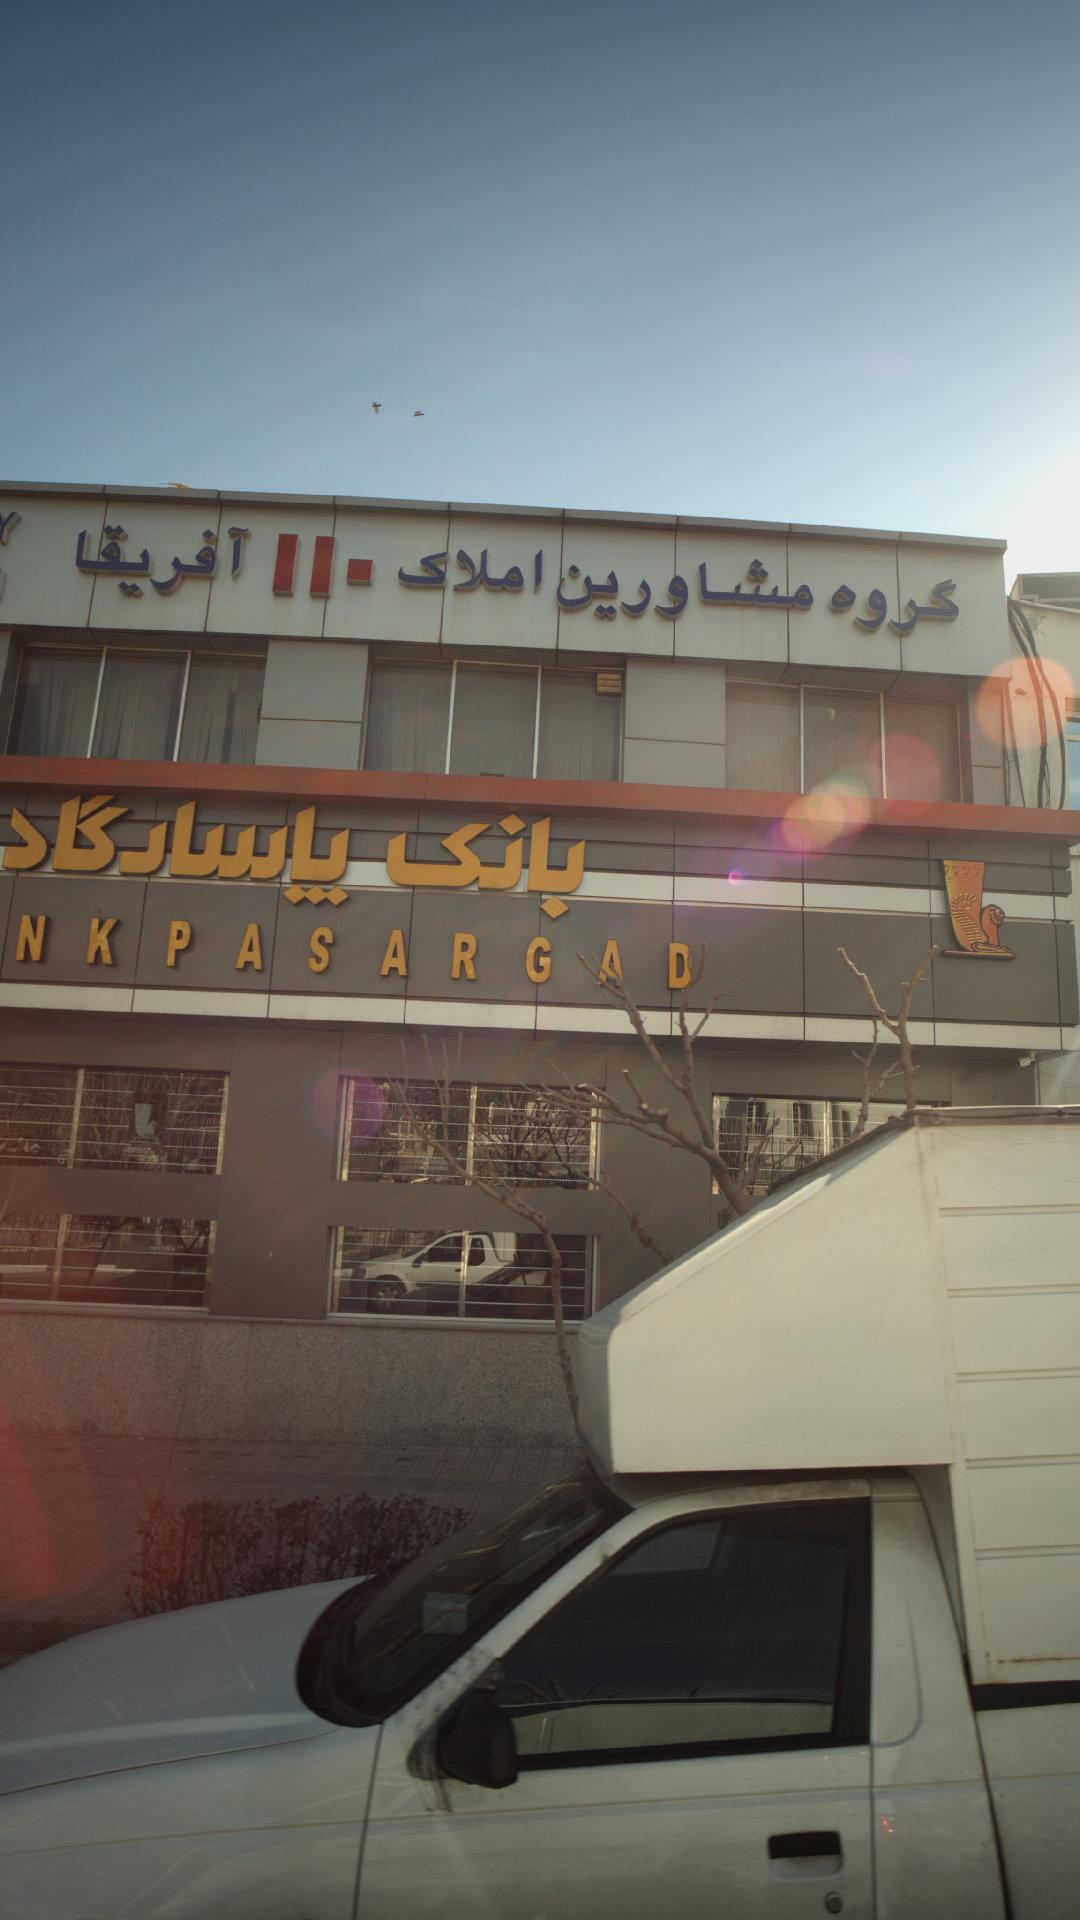 گروه مشاورین املاک ۱۱۰ آفریقا
بانک پاسارگاد
NKPASARGAD